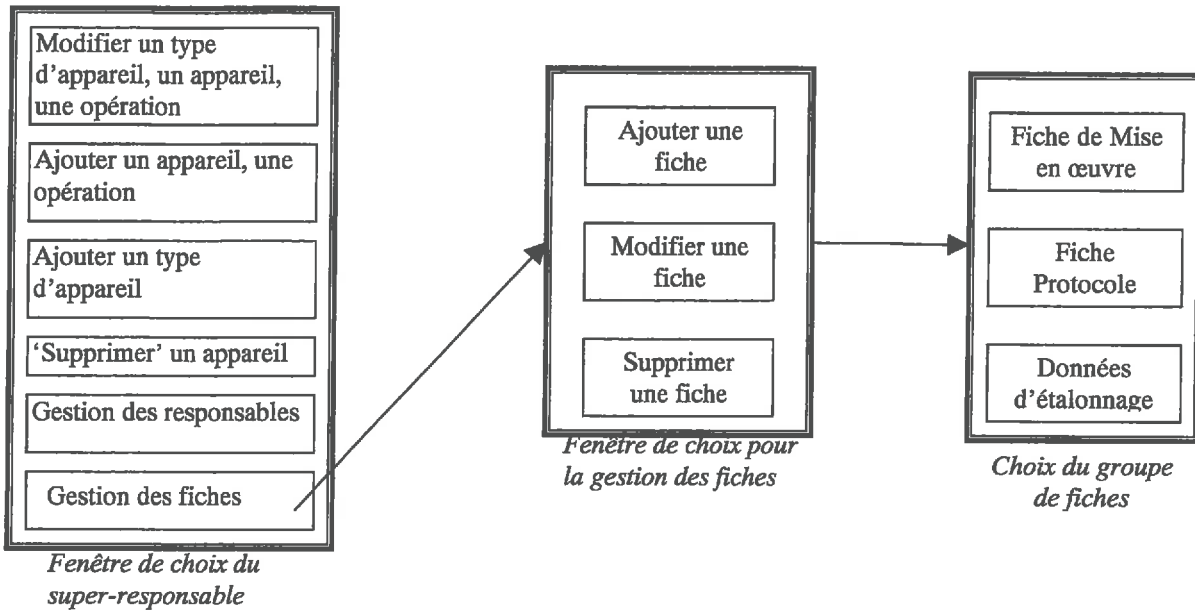 Modifier un type
d'appareil, un appareil,
une opération
Ajouter un appareil, une
opération
Ajouter un type
d'appareil
'Supprimer' un appareil
Gestion des responsables
Gestion des fiches
Fenêtre de choix du
super-responsable
Ajouter une
fiche
Modifier une
fiche
Supprimer
une fiche
Fenêtre de choix pour
la gestion des fiches
Fiche de Mise
en œuvre
Fiche
Protocole
Données
d'étalonnage
Choix du groupe
de fiches